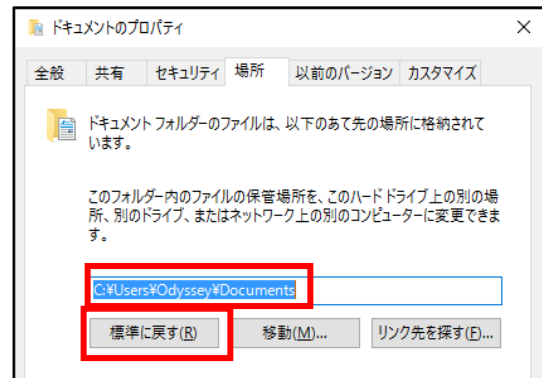 ドキュメントのプロパティ
全般 共有 セキュリティ 場所 以前のバージョン カスタマイズ
ドキュメント フォルダーのファイルは、以下のあて先の場所に格納されて
います。
このフォルダー内のファイルの保管場所を、このハード ドライブ上の別の場
所、別のドライブ、またはネットワーク上の別のコンピューターに変更できま
す。
C:¥Users¥Odyssey¥Documents
標準に戻す(R) 移動(M)... リンク先を探す(F)...